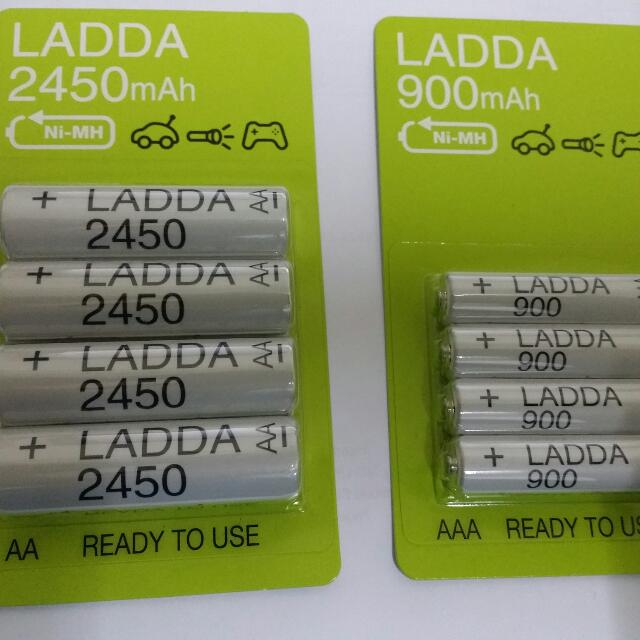 LADDA
2450mAh
Ni-MH
+ LADDA AA
2450
+ LADDA AA
2450
+ LADDA AA
2450
+ LADDA AA
2450
AA READY TO USE
LADDA
900mAh
Ni-MH
+ LADDA
900
+ LADDA
900
+ LADDA
900
+ LADDA
900
AAA READY TO